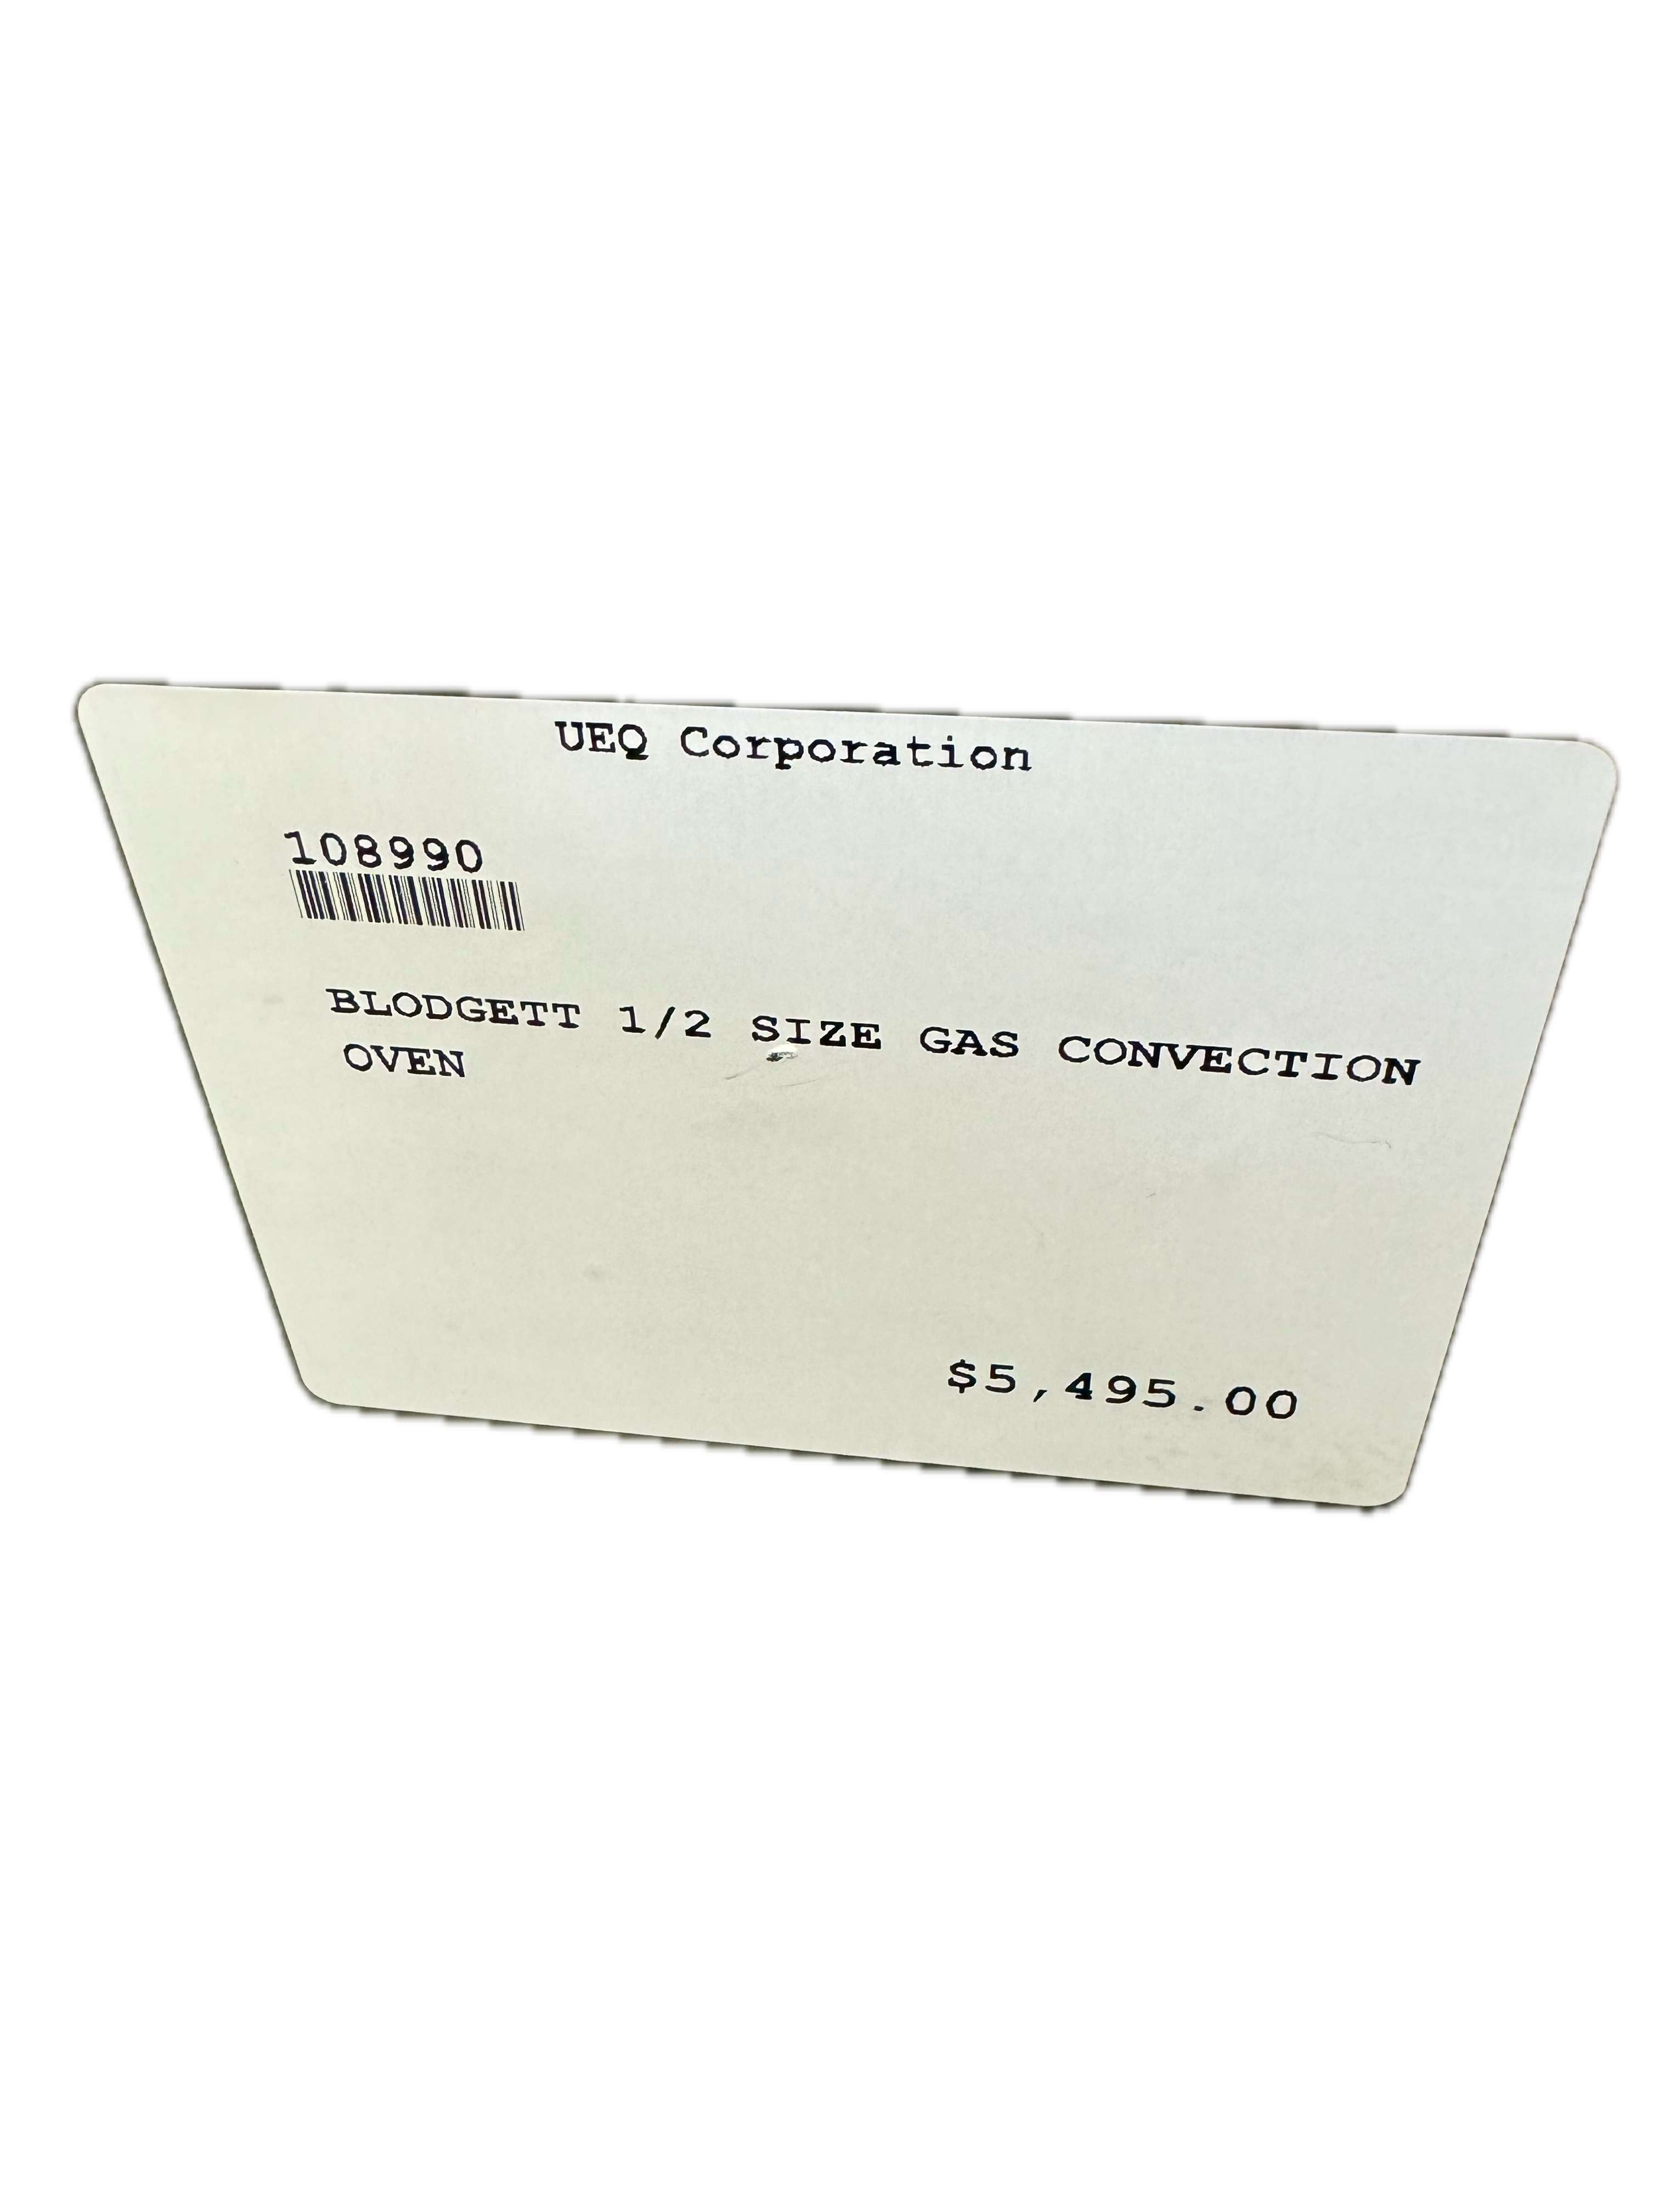 UEQ Corporation
108990
BLODGETT 1/2 SIZE GAS CONVECTION
OVEN
$5,495.00